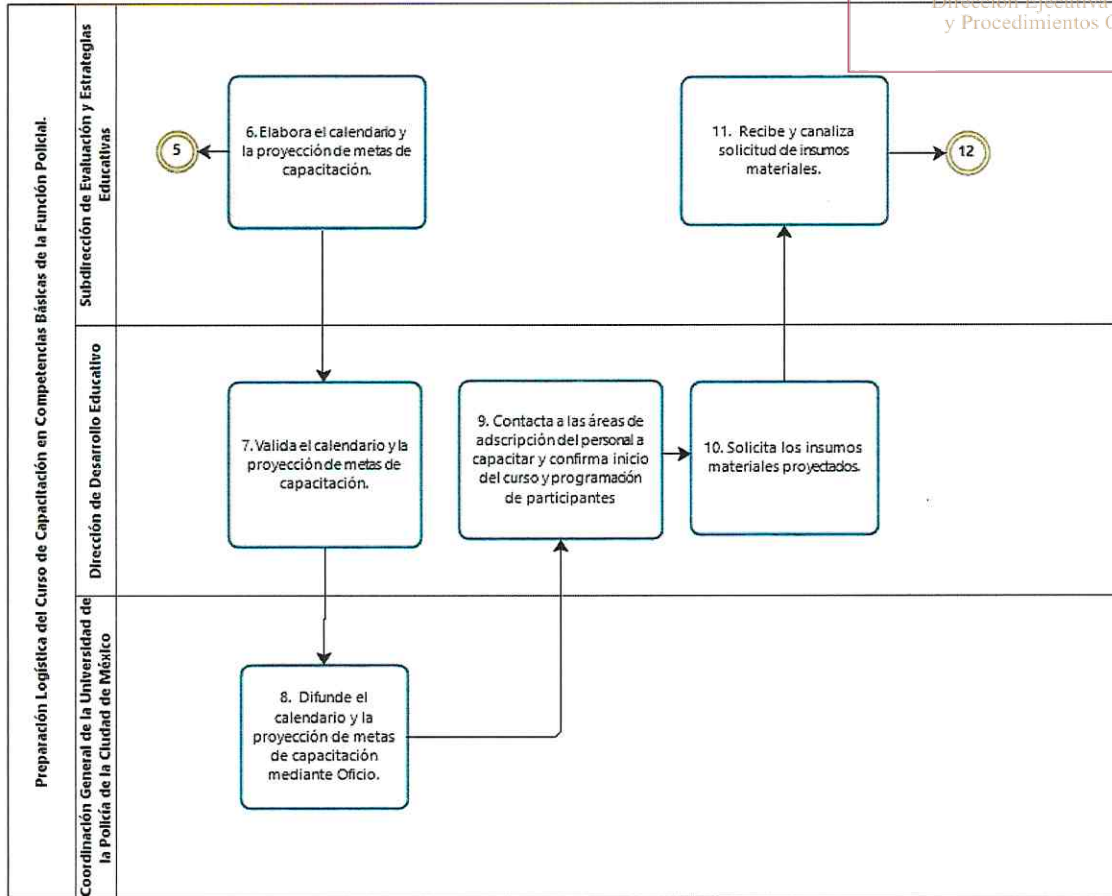 Dirección Ejecutiva
y Procedimientos
Preparación Logística del Curso de Capacitación en Competencias Básicas de la Función Policial.
Subdirección de Evaluación y Estrategias
Educativas
5
6. Elabora el calendario y
la proyección de metas de
capacitación.
11. Recibe y canaliza
solicitud de insumos
materiales.
12
Dirección de Desarrollo Educativo
7. Valida el calendario y la
proyección de metas de
capacitación.
9. Contacta a las áreas de
adscripción del personal a
capacitar y confirma inicio
del curso y programación
de participantes
10. Solicita los insumos
materiales proyectados.
Coordinación General de la Universidad de
la Policía de la Ciudad de México
8. Difunde el
calendario y la
proyección de metas
de capacitación
mediante Oficio.